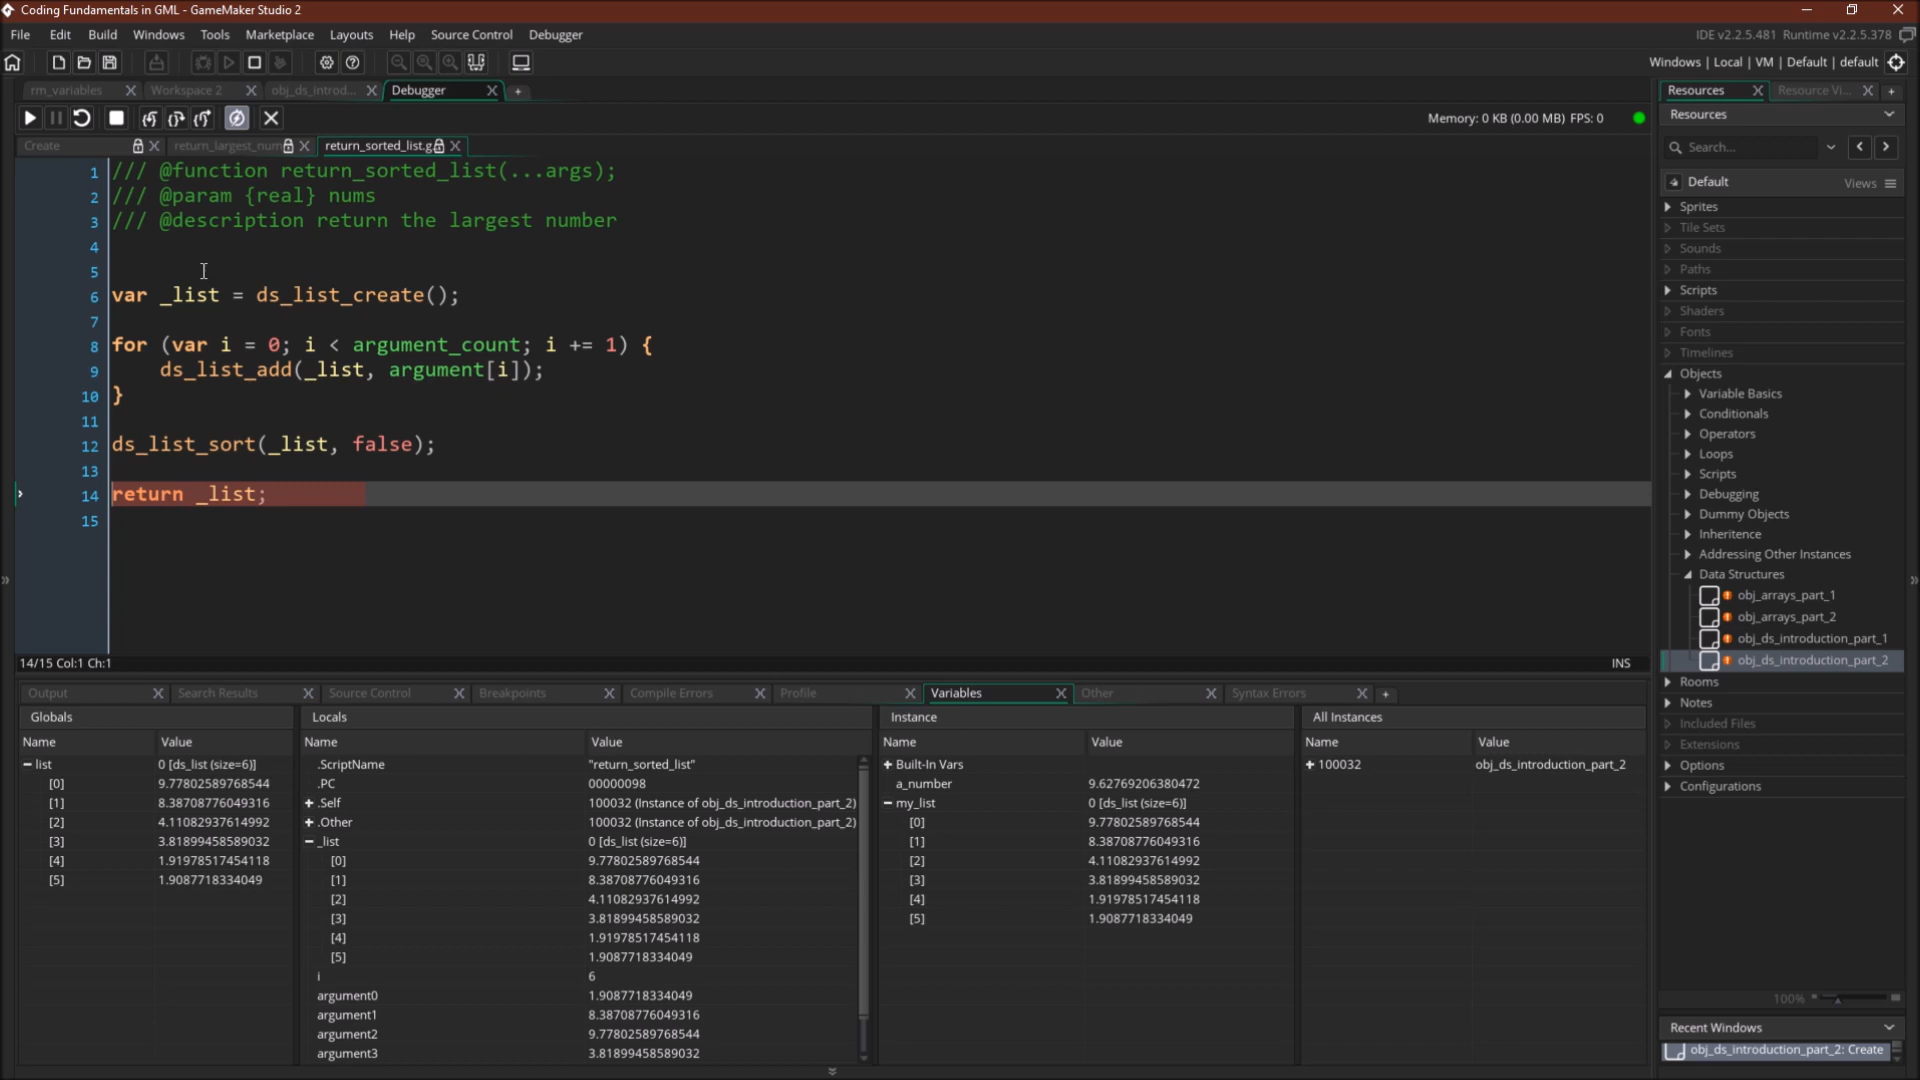 Coding Fundamentals in GML - GameMaker Studio 2
File Edit Build Windows Tools Marketplace Layouts Help Source Control Debugger
IDE v2.2.5.481 Runtime v2.2.5.378
Windows | Local | VM | Default | default
rm_variables Workspace 2 obj_ds_introd... Debugger
Memory: 0 KB (0.00 MB) FPS: 0
Create return_largest_num return_sorted_list.g
1 /// @function return_sorted_list(...args);
2 /// @param {real} nums
3 /// @description return the largest number
4
5
6 var _list = ds_list_create();
7
8 for (var i = 0; i < argument_count; i += 1) {
9 ds_list_add(_list, argument[i]);
10 }
11
12 ds_list_sort(_list, false);
13
14 return _list;
15
14/15 Col:1 Ch:1
INS
Output Search Results Source Control Breakpoints Compile Errors Profile Variables Other Syntax Errors
Globals
Name Value
list 0 [ds_list (size=6)]
[0] 9.77802589768544
[1] 8.38708776049316
[2] 4.11082937614992
[3] 3.81899458589032
[4] 1.91978517454118
[5] 1.9087718334049
Locals
Name Value
.ScriptName "return_sorted_list"
.PC 00000098
.Self 100032 (Instance of obj_ds_introduction_part_2)
.Other 100032 (Instance of obj_ds_introduction_part_2)
_list 0 [ds_list (size=6)]
[0] 9.77802589768544
[1] 8.38708776049316
[2] 4.11082937614992
[3] 3.81899458589032
[4] 1.91978517454118
[5] 1.9087718334049
i 6
argument0 1.9087718334049
argument1 8.38708776049316
argument2 9.77802589768544
argument3 3.81899458589032
Instance
Name Value
Built-In Vars
a_number 9.62769206380472
my_list 0 [ds_list (size=6)]
[0] 9.77802589768544
[1] 8.38708776049316
[2] 4.11082937614992
[3] 3.81899458589032
[4] 1.91978517454118
[5] 1.9087718334049
All Instances
Name Value
100032 obj_ds_introduction_part_2
Resources Resource Vi...
Resources
Search...
Default Views
Sprites
Tile Sets
Sounds
Paths
Scripts
Shaders
Fonts
Timelines
Objects
Variable Basics
Conditionals
Operators
Loops
Scripts
Debugging
Dummy Objects
Inheritence
Addressing Other Instances
Data Structures
obj_arrays_part_1
obj_arrays_part_2
obj_ds_introduction_part_1
obj_ds_introduction_part_2
Rooms
Notes
Included Files
Extensions
Options
Configurations
100%
Recent Windows
obj_ds_introduction_part_2: Create